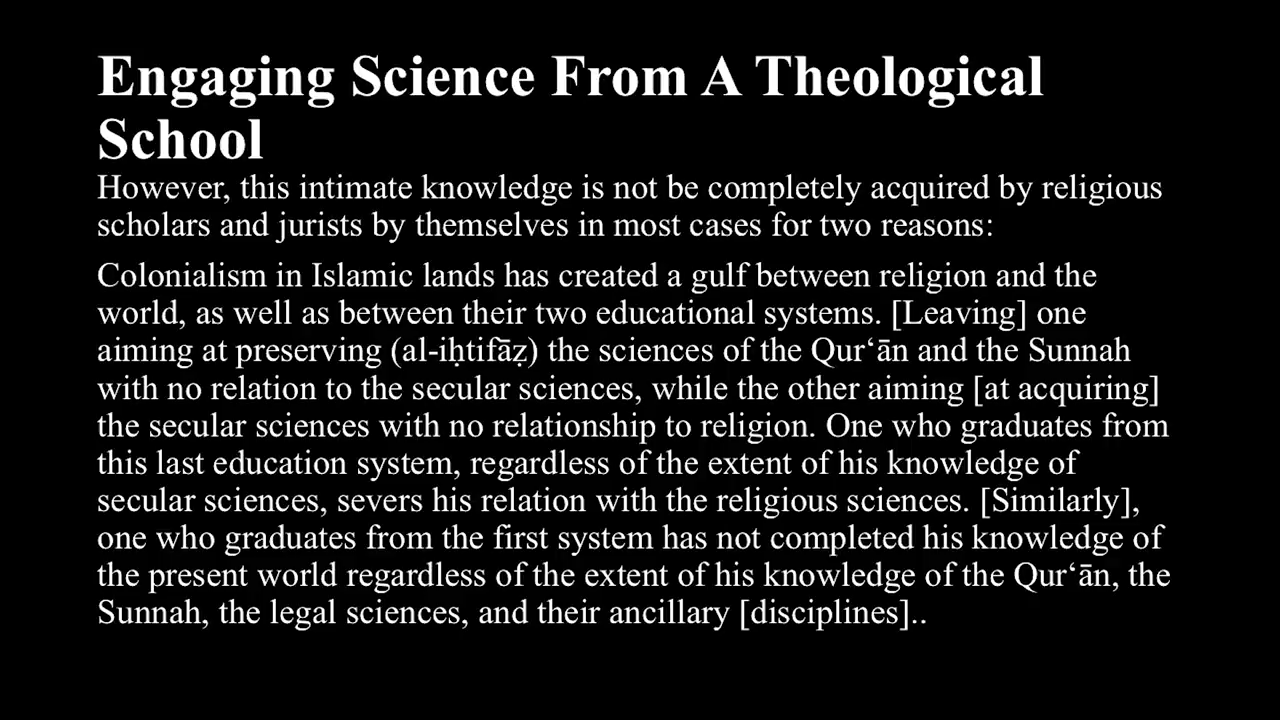 Engaging Science From A Theological
School
However, this intimate knowledge is not be completely acquired by religious
scholars and jurists by themselves in most cases for two reasons:
Colonialism in Islamic lands has created a gulf between religion and the
world, as well as between their two educational systems. [Leaving] one
aiming at preserving (al-iḥtifāẓ) the sciences of the Qur‘ān and the Sunnah
with no relation to the secular sciences, while the other aiming [at acquiring]
the secular sciences with no relationship to religion. One who graduates from
this last education system, regardless of the extent of his knowledge of
secular sciences, severs his relation with the religious sciences. [Similarly],
one who graduates from the first system has not completed his knowledge of
the present world regardless of the extent of his knowledge of the Qur‘ān, the
Sunnah, the legal sciences, and their ancillary [disciplines]..